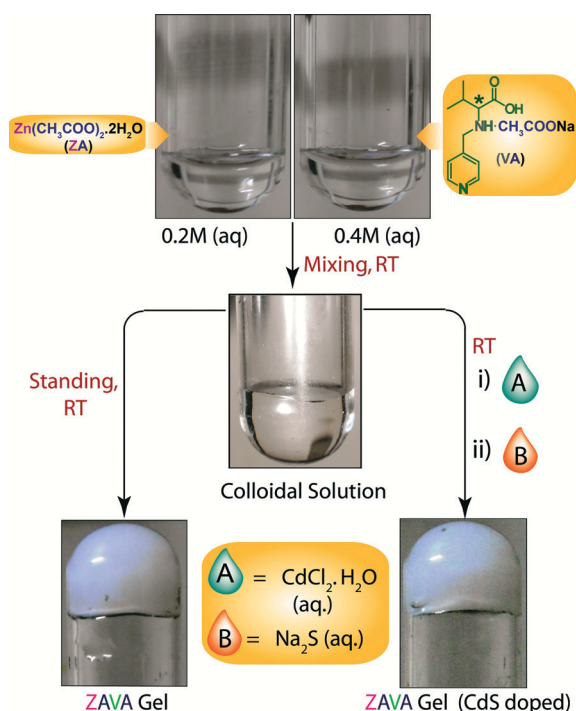 Zn(CH₃COO)₂.2H₂O
(ZA)
O
*
OH
NH·CH₃COONa
(VA)
N
0.2M (aq)
0.4M (aq)
Mixing, RT
Standing,
RT
RT
i) A
ii) B
Colloidal Solution
A = CdCl₂.H₂O
(aq.)
B = Na₂S (aq.)
ZAVA Gel
ZAVA Gel (CdS doped)